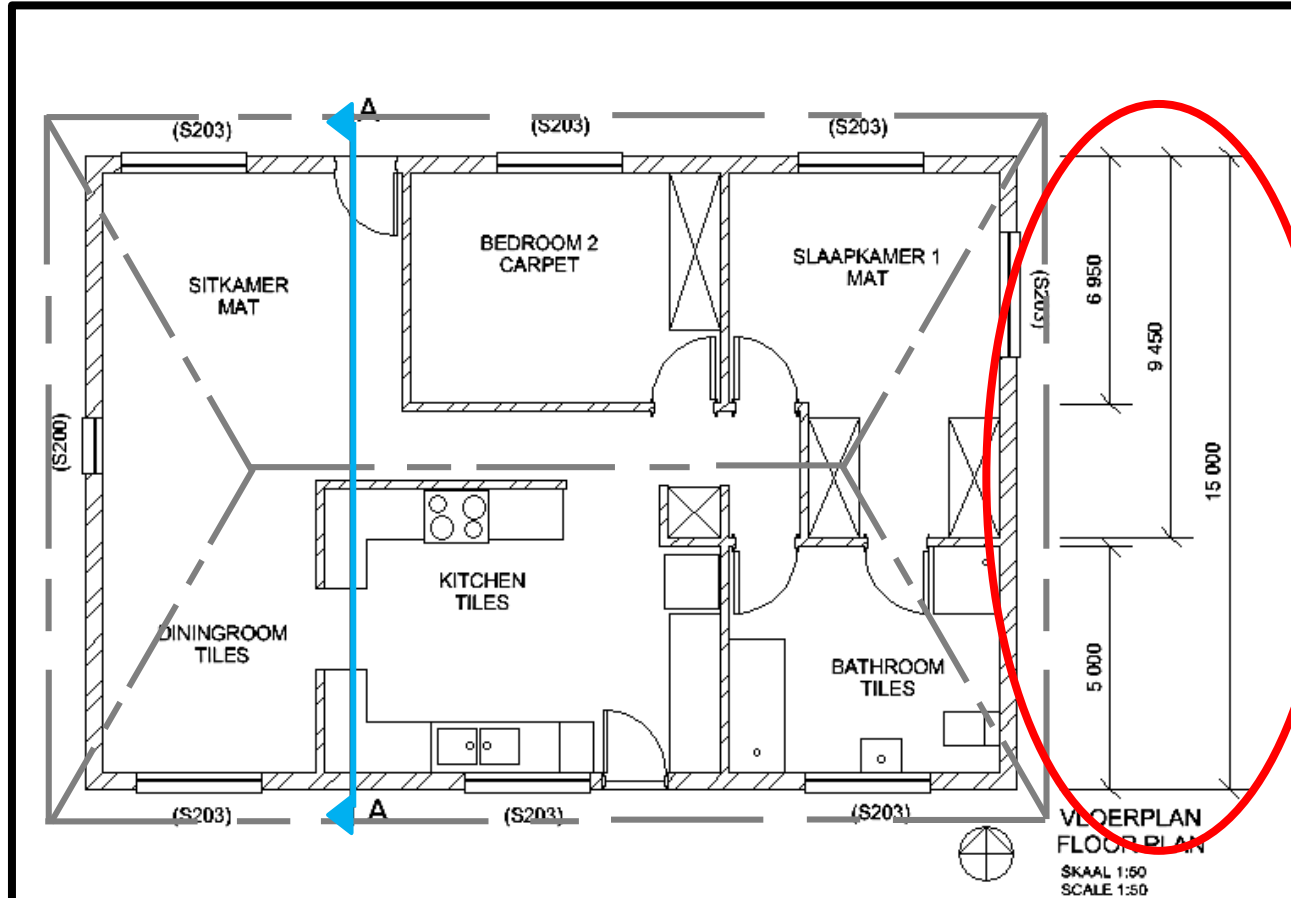 A
(S203)
(S203)
(S203)
BEDROOM 2
CARPET
SLAAPKAMER 1
MAT
SITKAMER
MAT
(S203)
6 950
9 450
15 000
(S200)
KITCHEN
TILES
DININGROOM
TILES
BATHROOM
TILES
5 000
(S203)
A
(S203)
(S203)
VLOERPLAN
FLOOR PLAN
SKAAL 1:50
SCALE 1:50